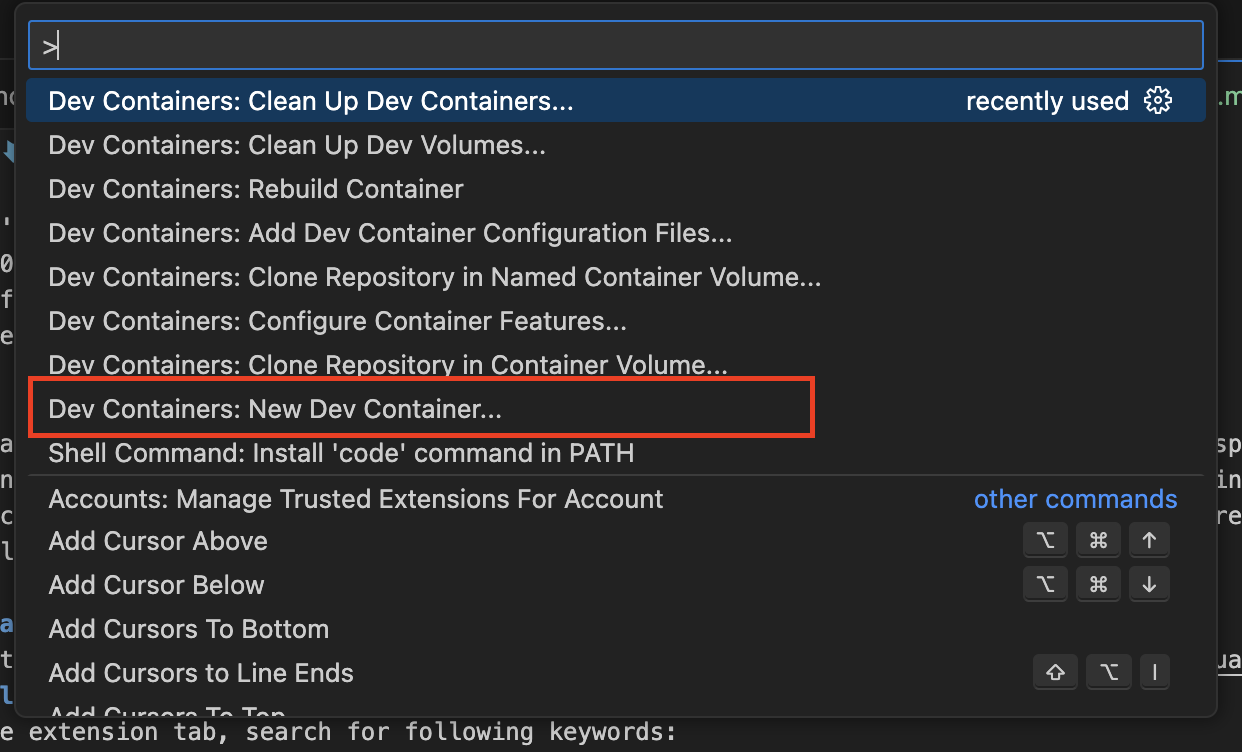 >
Dev Containers: Clean Up Dev Containers... recently used
Dev Containers: Clean Up Dev Volumes...
Dev Containers: Rebuild Container
Dev Containers: Add Dev Container Configuration Files...
Dev Containers: Clone Repository in Named Container Volume...
Dev Containers: Configure Container Features...
Dev Containers: Clone Repository in Container Volume...
Dev Containers: New Dev Container...
Shell Command: Install 'code' command in PATH
Accounts: Manage Trusted Extensions For Account other commands
Add Cursor Above ⌥ ⌘ ↑
Add Cursor Below ⌥ ⌘ ↓
Add Cursors To Bottom
Add Cursors to Line Ends ⇧ ⌥ I
Add Cursors To Top
e extension tab, search for following keywords: